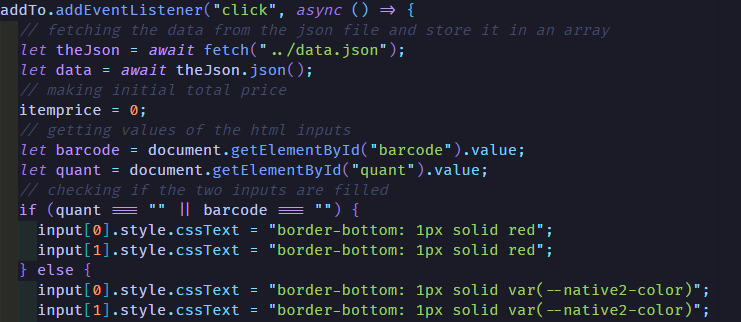 addTo.addEventListener("click", async () => {
// fetching the data from the json file and store it in an array
let theJson = await fetch("../data.json");
let data = await theJson.json();
// making initial total price
itemprice = 0;
// getting values of the html inputs
let barcode = document.getElementById("barcode").value;
let quant = document.getElementById("quant").value;
// checking if the two inputs are filled
if (quant === "" || barcode === "") {
input[0].style.cssText = "border-bottom: 1px solid red";
input[1].style.cssText = "border-bottom: 1px solid red";
} else {
input[0].style.cssText = "border-bottom: 1px solid var(--native2-color)";
input[1].style.cssText = "border-bottom: 1px solid var(--native2-color)";